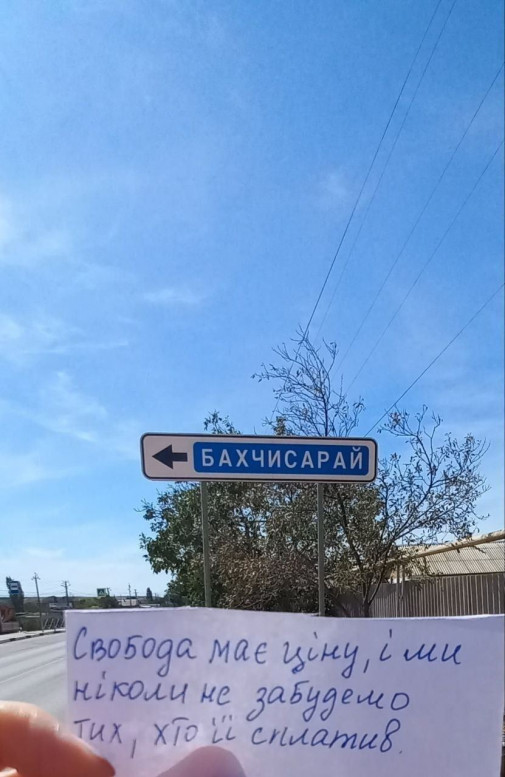 БАХЧИСАРАЙ
Свобода має ціну, і ми
ніколи не забудемо
тих, хто її сплатив.